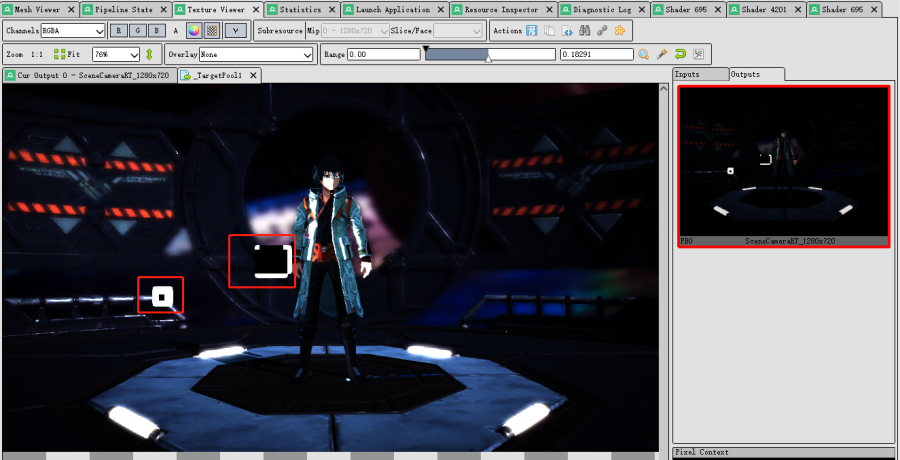 Mesh Viewer Pipeline State Texture Viewer Statistics Launch Application Resource Inspector Diagnostic Log Shader 695 Shader 4201 Shader 695
Channels RGBA R G B A γ Subresource Mip 0 - 1280x720 Slice/Face Actions
Zoom 1:1 Fit 76% Overlay None Range 0.00 0.18291
Cur Output 0 - SceneCameraRT_1280x720 _TargetPool1
Inputs Outputs
FBO SceneCameraRT_1280x720
Pixel Context